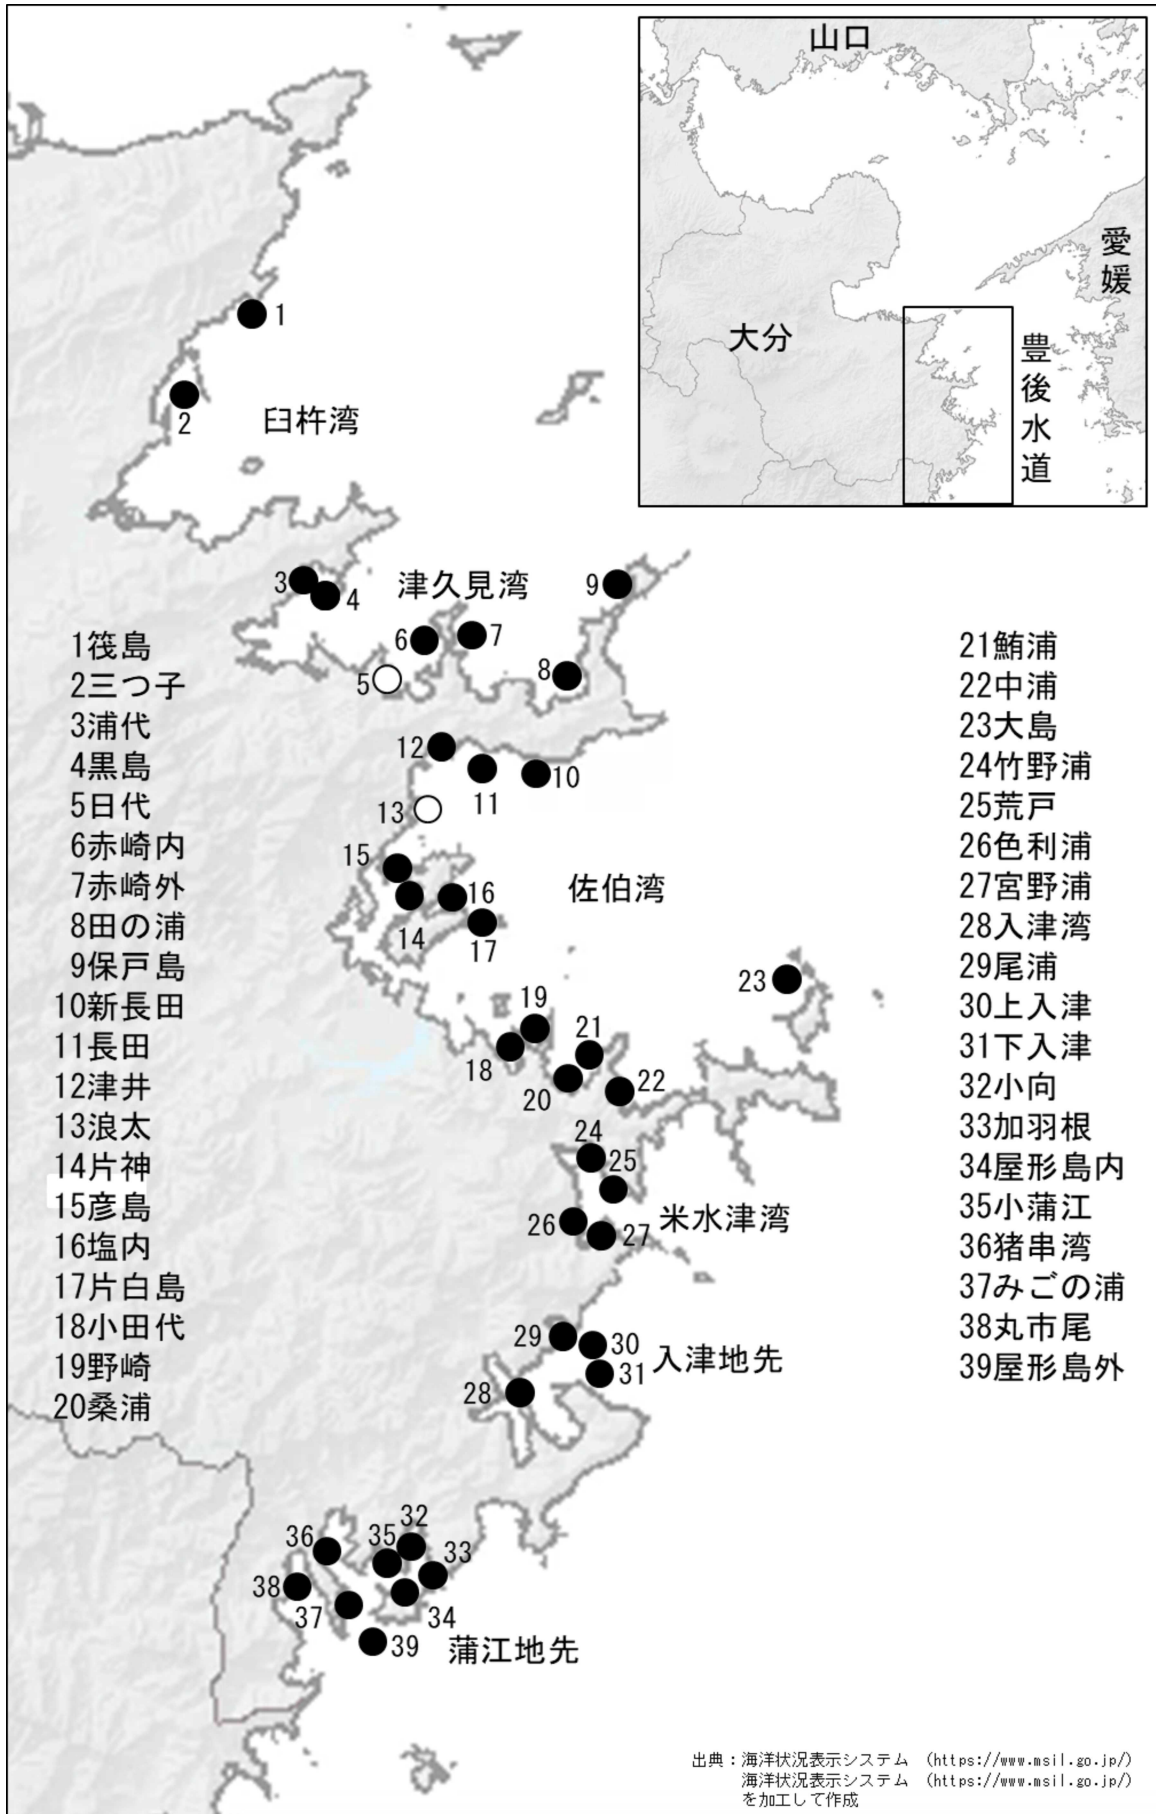 山口
愛媛
大分
豊後水道
1
2
臼杵湾
3
4
津久見湾
5
6
7
8
9
10
11
12
13
14
15
16
17
佐伯湾
18
19
20
21
22
23
24
25
26
27
米水津湾
28
29
30
31
入津地先
32
33
34
35
36
37
38
39
蒲江地先
1筏島
2三つ子
3浦代
4黒島
5日代
6赤崎内
7赤崎外
8田の浦
9保戸島
10新長田
11長田
12津井
13浪太
14片神
15彦島
16塩内
17片白島
18小田代
19野崎
20桑浦
21鮪浦
22中浦
23大島
24竹野浦
25荒戸
26色利浦
27宮野浦
28入津湾
29尾浦
30上入津
31下入津
32小向
33加羽根
34屋形島内
35小蒲江
36猪串湾
37みごの浦
38丸市尾
39屋形島外
出典：海洋状況表示システム （https://www.msil.go.jp/）
海洋状況表示システム （https://www.msil.go.jp/）
を加工して作成